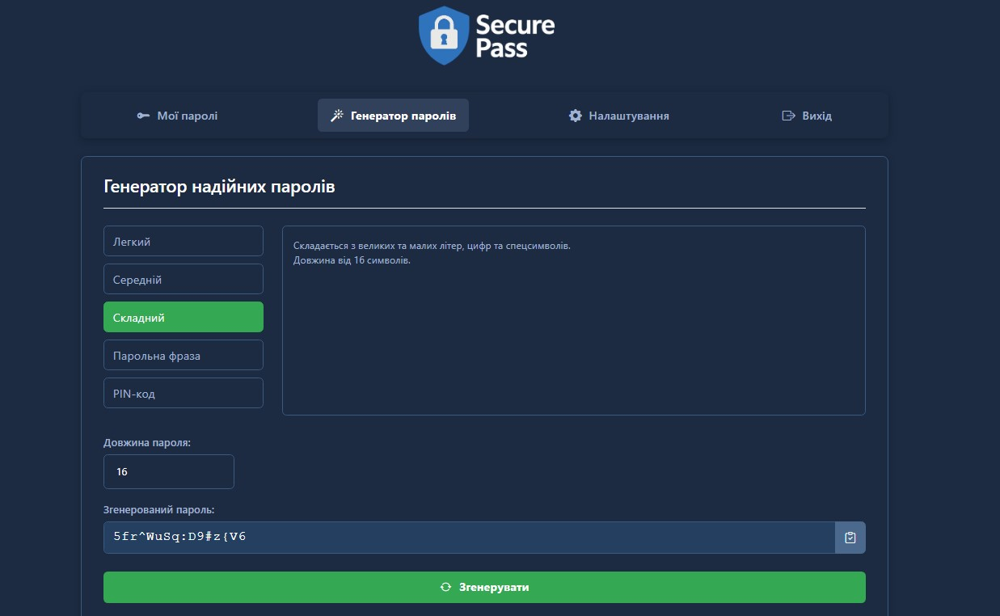 Secure
Pass
Мої паролі
Генератор паролів
Налаштування
Вихід
Генератор надійних паролів
Легкий
Середній
Складний
Парольна фраза
PIN-код
Складається з великих та малих літер, цифр та спецсимволів.
Довжина від 16 символів.
Довжина пароля:
16
Згенерований пароль:
5fr^WuSq:D9#z{V6
Згенерувати